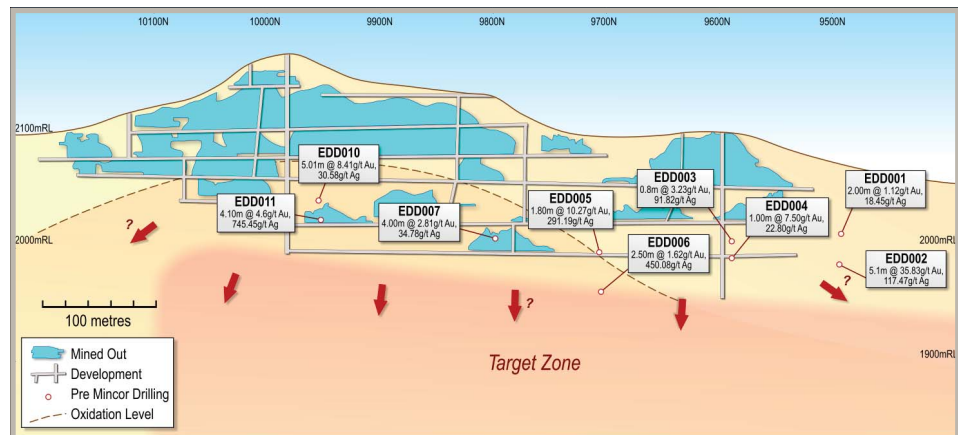 10100N 10000N 9900N 9800N 9700N 9600N 9500N
2100mRL
EDD010
5.01m @ 8.41g/t Au,
30.58g/t Ag
EDD003
0.8m @ 3.23g/t Au,
91.82g/t Ag
EDD001
2.00m @ 1.12g/t Au,
18.45g/t Ag
EDD011
4.10m @ 4.6g/t Au,
745.45g/t Ag
EDD007
4.00m @ 2.81g/t Au,
34.78g/t Ag
EDD005
1.80m @ 10.27g/t Au,
291.19g/t Ag
EDD004
1.00m @ 7.50g/t Au,
22.80g/t Ag
?
2000mRL
2000mRL
EDD006
2.50m @ 1.62g/t Au,
450.08g/t Ag
EDD002
5.1m @ 35.83g/t Au,
117.47g/t Ag
?
?
100 metres
1900mRL
Target Zone
Mined Out
Development
Pre Mincor Drilling
Oxidation Level